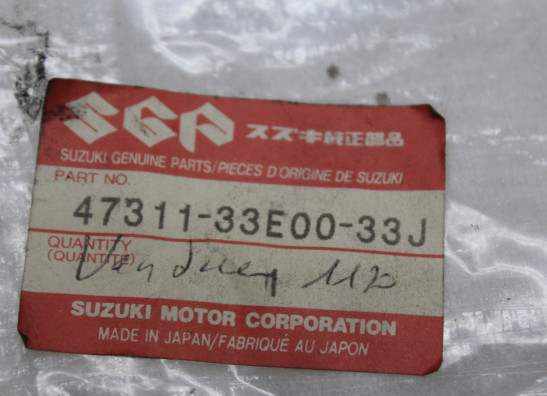 SGP スズキ純正部品
SUZUKI GENUINE PARTS/PIECES D'ORIGINE DE SUZUKI
PART NO.
47311-33E00-33J
QUANTITY
(QUANTITE)
SUZUKI MOTOR CORPORATION
MADE IN JAPAN/FABRIQUÉ AU JAPON